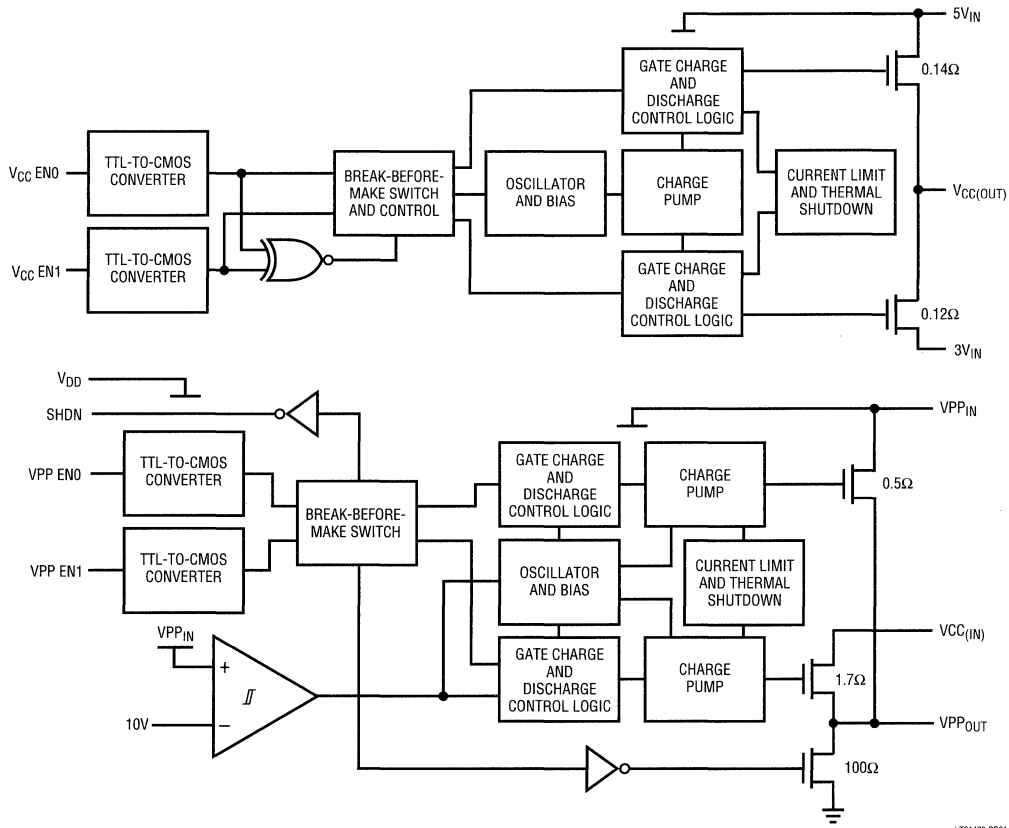 5VIN
GATE CHARGE
AND
DISCHARGE
CONTROL LOGIC
0.14Ω
VCC EN0
TTL-TO-CMOS
CONVERTER
BREAK-BEFORE-
MAKE SWITCH
AND CONTROL
OSCILLATOR
AND BIAS
CHARGE
PUMP
CURRENT LIMIT
AND THERMAL
SHUTDOWN
VCC(OUT)
VCC EN1
TTL-TO-CMOS
CONVERTER
GATE CHARGE
AND
DISCHARGE
CONTROL LOGIC
0.12Ω
3VIN
VDD
SHDN
VPPIN
VPP EN0
TTL-TO-CMOS
CONVERTER
GATE CHARGE
AND
DISCHARGE
CONTROL LOGIC
CHARGE
PUMP
0.5Ω
BREAK-BEFORE-
MAKE SWITCH
VPP EN1
TTL-TO-CMOS
CONVERTER
OSCILLATOR
AND BIAS
CURRENT LIMIT
AND THERMAL
SHUTDOWN
VPPIN
+
10V
–
GATE CHARGE
AND
DISCHARGE
CONTROL LOGIC
CHARGE
PUMP
VCC(IN)
1.7Ω
VPPOUT
100Ω